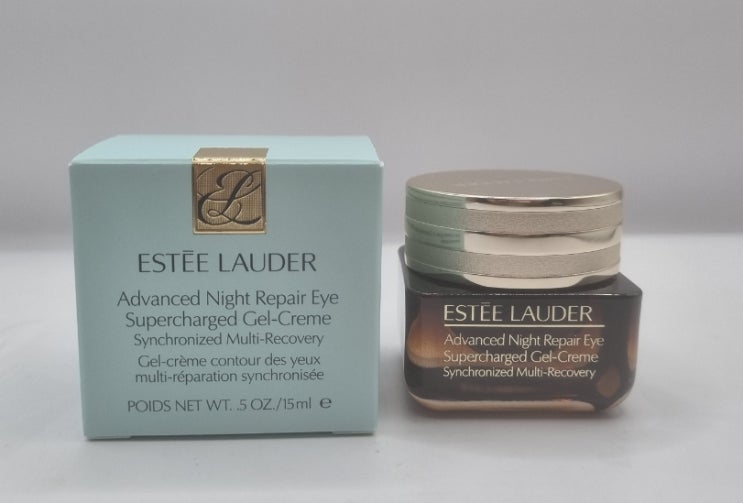 EL
ESTĒE LAUDER
Advanced Night Repair Eye
Supercharged Gel-Creme
Synchronized Multi-Recovery
Gel-crème contour des yeux
multi-réparation synchronisée
POIDS NET WT. .5 OZ./15ml ℮
ESTĒE LAUDER
Advanced Night Repair Eye
Supercharged Gel-Creme
Synchronized Multi-Recovery